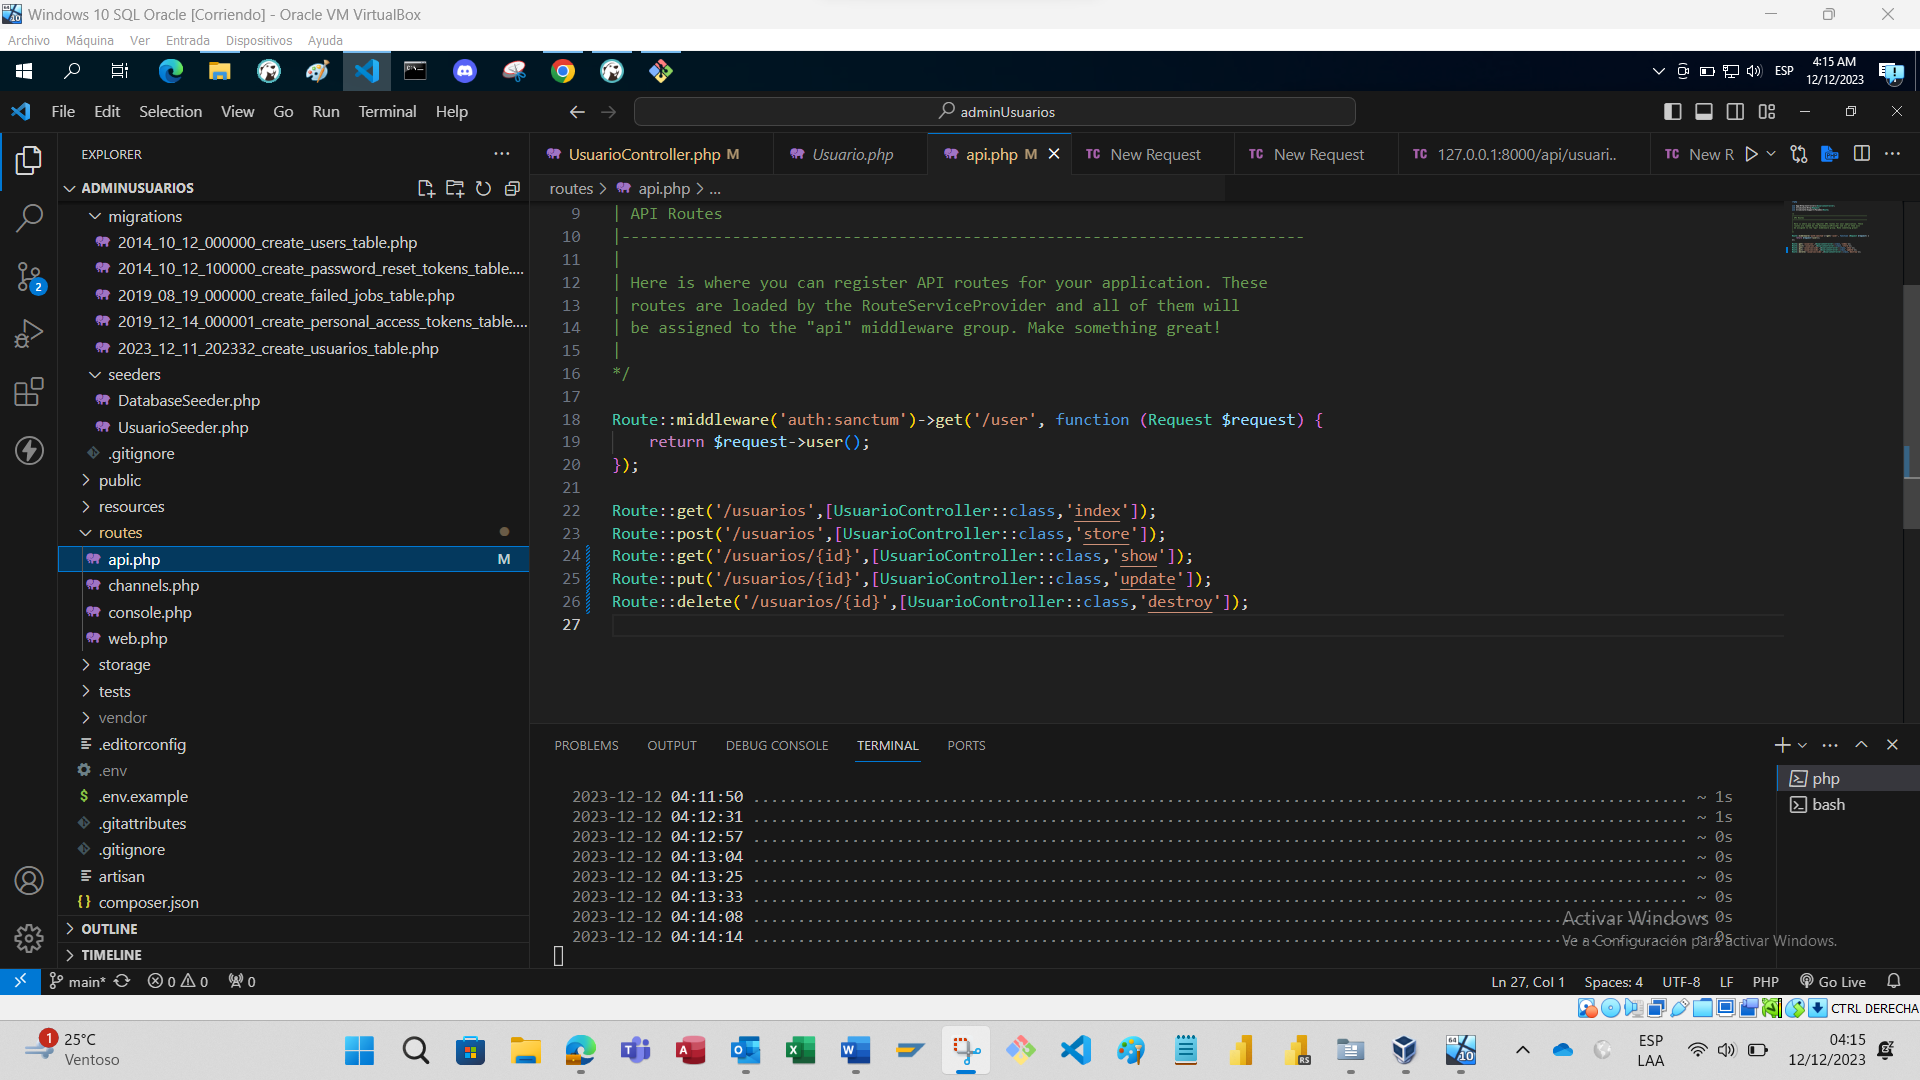 Windows 10 SQL Oracle [Corriendo] - Oracle VM VirtualBox
Archivo Máquina Ver Entrada Dispositivos Ayuda
ESP
4:15 AM
12/12/2023
File Edit Selection View Go Run Terminal Help
adminUsuarios
EXPLORER
ADMINUSUARIOS
migrations
2014_10_12_000000_create_users_table.php
2014_10_12_100000_create_password_reset_tokens_table....
2019_08_19_000000_create_failed_jobs_table.php
2019_12_14_000001_create_personal_access_tokens_table....
2023_12_11_202332_create_usuarios_table.php
seeders
DatabaseSeeder.php
UsuarioSeeder.php
.gitignore
public
resources
routes
api.php M
channels.php
console.php
web.php
storage
tests
vendor
.editorconfig
.env
.env.example
.gitattributes
.gitignore
artisan
composer.json
OUTLINE
TIMELINE
2
UsuarioController.php M
Usuario.php
api.php M
TC New Request
TC New Request
TC 127.0.0.1:8000/api/usuari..
TC New R
routes > api.php > ...
9 | API Routes
10 |--------------------------------------------------------------------------
11 |
12 | Here is where you can register API routes for your application. These
13 | routes are loaded by the RouteServiceProvider and all of them will
14 | be assigned to the "api" middleware group. Make something great!
15 |
16 */
17
18 Route::middleware('auth:sanctum')->get('/user', function (Request $request) {
19 return $request->user();
20 });
21
22 Route::get('/usuarios',[UsuarioController::class,'index']);
23 Route::post('/usuarios',[UsuarioController::class,'store']);
24 Route::get('/usuarios/{id}',[UsuarioController::class,'show']);
25 Route::put('/usuarios/{id}',[UsuarioController::class,'update']);
26 Route::delete('/usuarios/{id}',[UsuarioController::class,'destroy']);
27
PROBLEMS OUTPUT DEBUG CONSOLE TERMINAL PORTS
2023-12-12 04:11:50 ........ ~ 1s
2023-12-12 04:12:31 ........ ~ 1s
2023-12-12 04:12:57 ........ ~ 0s
2023-12-12 04:13:04 ........ ~ 0s
2023-12-12 04:13:25 ........ ~ 0s
2023-12-12 04:13:33 ........ ~ 0s
2023-12-12 04:14:08 ........ ~ 0s
2023-12-12 04:14:14 ........ ~ 0s
php
bash
Activar Windows
Ve a Configuración para activar Windows.
main* 0 0 0
Ln 27, Col 1 Spaces: 4 UTF-8 LF PHP Go Live
CTRL DERECHA
1
25°C
Ventoso
ESP
LAA
04:15
12/12/2023